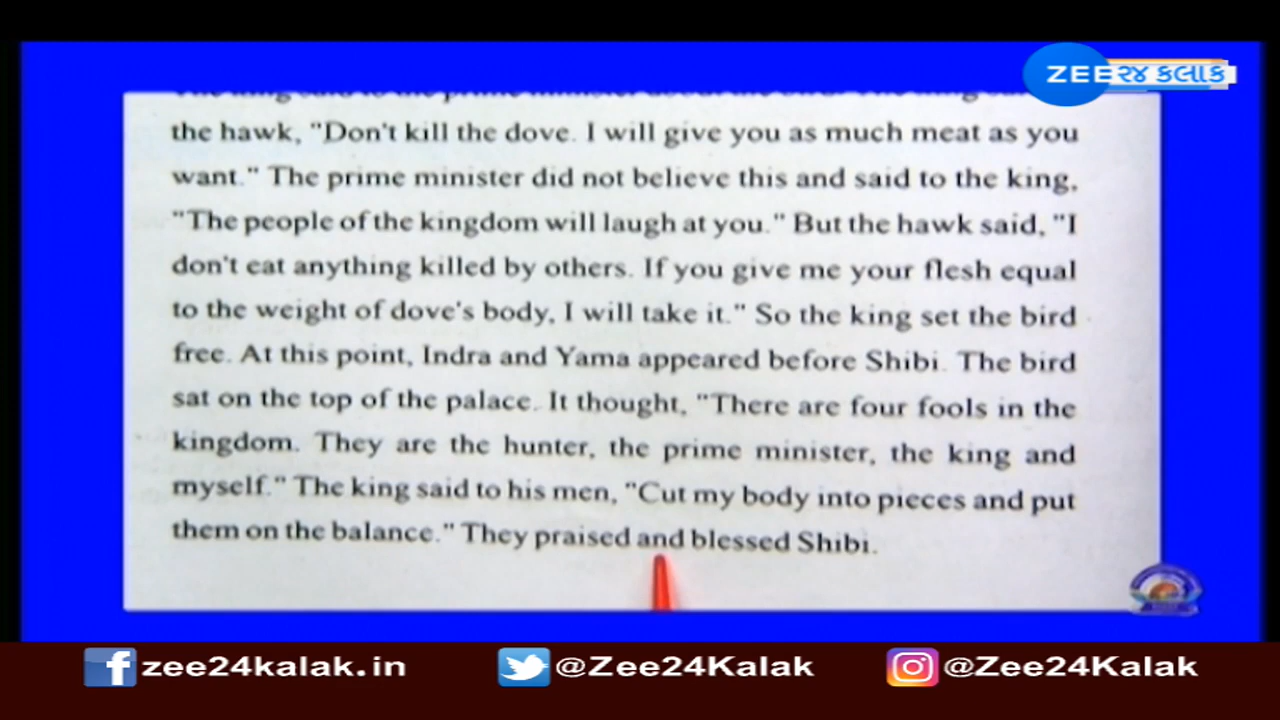 ZEE ૨૪ કલાક
the hawk, "Don't kill the dove. I will give you as much meat as you
want." The prime minister did not believe this and said to the king,
"The people of the kingdom will laugh at you." But the hawk said, "I
don't eat anything killed by others. If you give me your flesh equal
to the weight of dove's body, I will take it." So the king set the bird
free. At this point, Indra and Yama appeared before Shibi. The bird
sat on the top of the palace. It thought, "There are four fools in the
kingdom. They are the hunter, the prime minister, the king and
myself." The king said to his men, "Cut my body into pieces and put
them on the balance." They praised and blessed Shibi.
zee24kalak.in @Zee24Kalak @Zee24Kalak